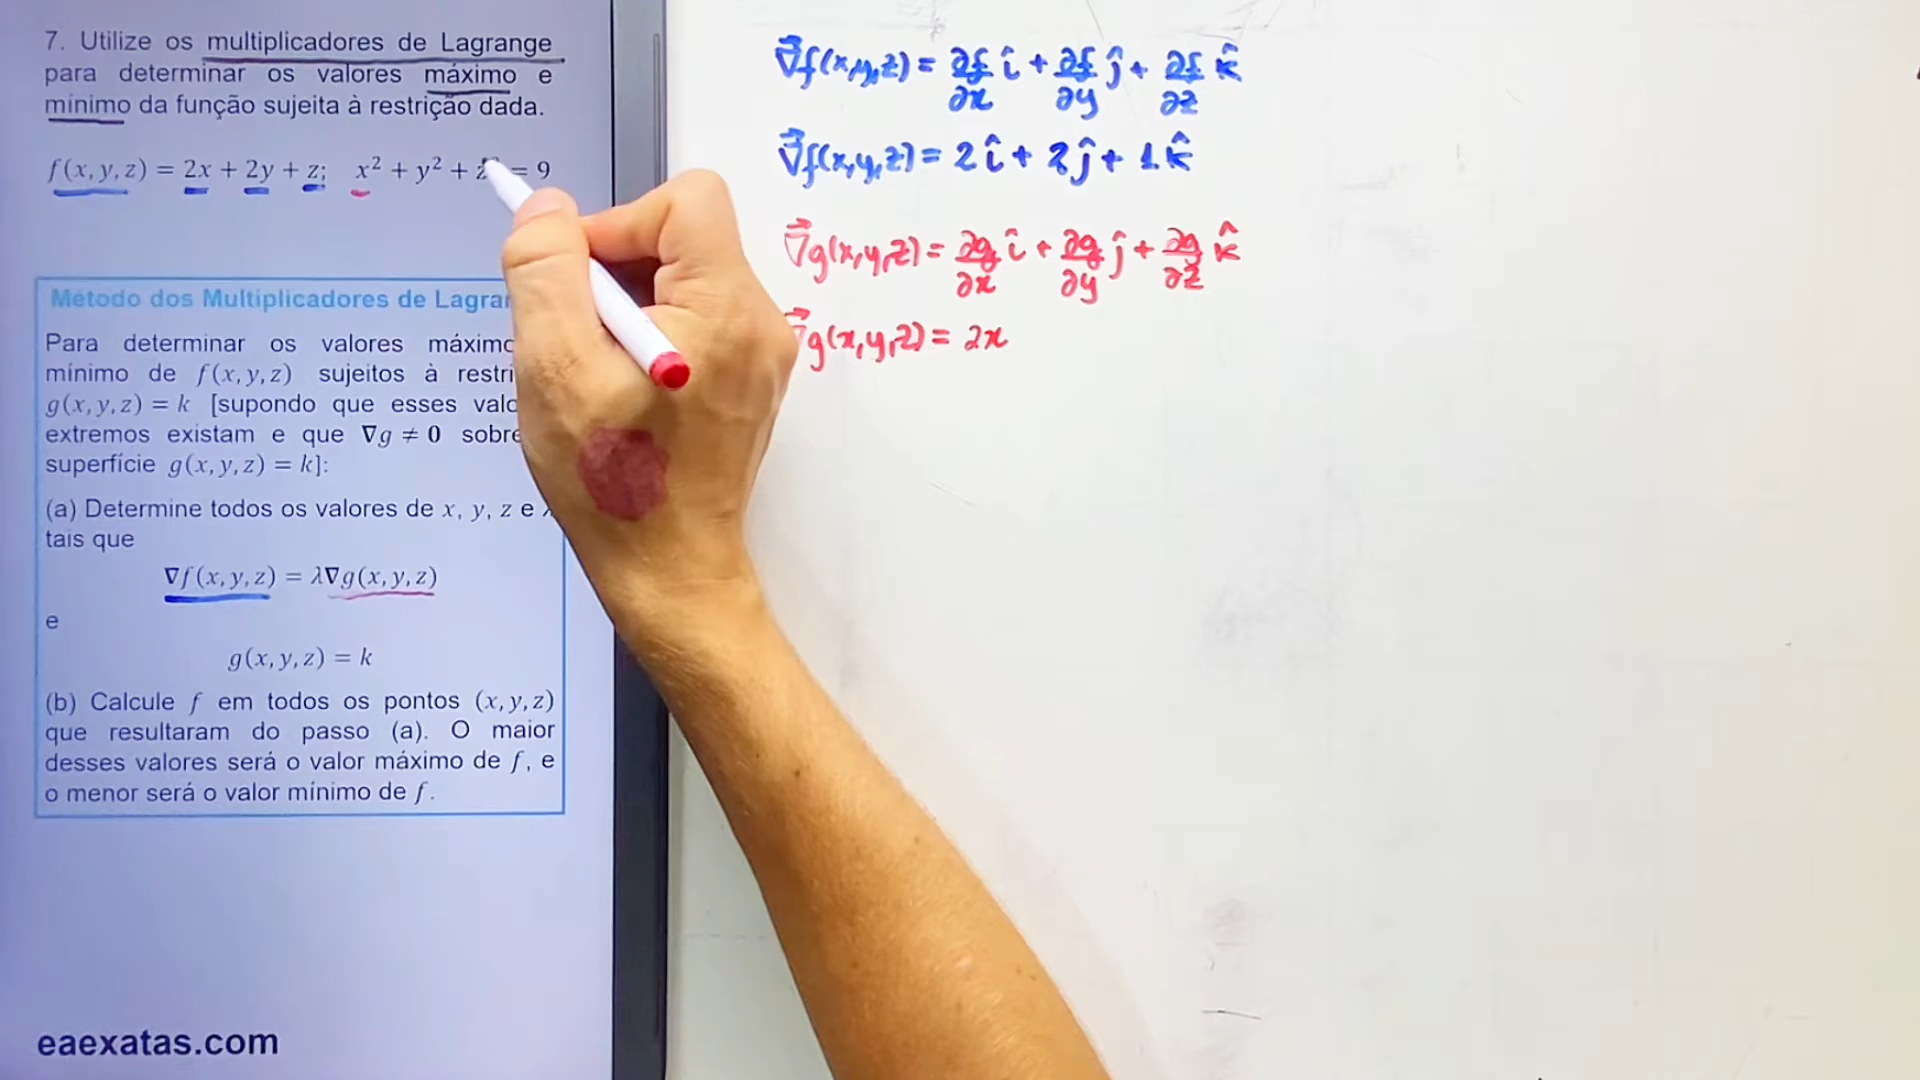 7. Utilize os multiplicadores de Lagrange
para determinar os valores máximo e
mínimo da função sujeita à restrição dada.
f(x, y, z) = 2x + 2y + z; x² + y² + z = 9
Método dos Multiplicadores de
Para determinar os valores
mínimo de f(x, y, z) sujeitos à
g(x, y, z) = k [supondo que esses
extremos existam e que ∇g ≠ 0
superfície g(x, y, z) = k]:
(a) Determine todos os valores de x, y, z e
tais que
∇f(x, y, z) = λ∇g(x, y, z)
e
g(x, y, z) = k
(b) Calcule f em todos os pontos (x, y, z)
que resultaram do passo (a). O maior
desses valores será o valor máximo de f, e
o menor será o valor mínimo de f.
eaexatas.com
∇⃗f(x,y,z) = ∂f/∂x î + ∂f/∂y ĵ + ∂f/∂z k̂
∇⃗f(x,y,z) = 2î + 2ĵ + 1k̂
∇⃗g(x,y,z) = ∂g/∂x î + ∂g/∂y ĵ + ∂g/∂z k̂
∇⃗g(x,y,z) = 2x